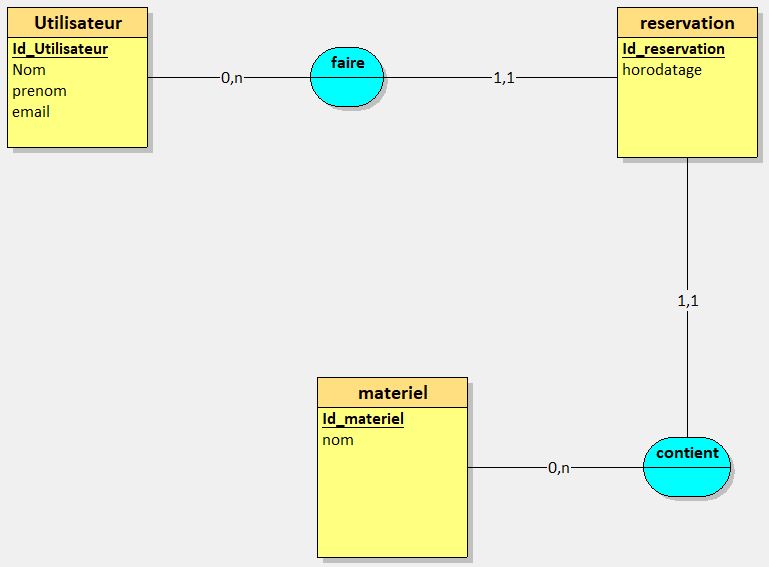 Utilisateur
Id_Utilisateur
Nom
prenom
email
0,n
faire
1,1
reservation
Id_reservation
horodatage
1,1
materiel
Id_materiel
nom
0,n
contient